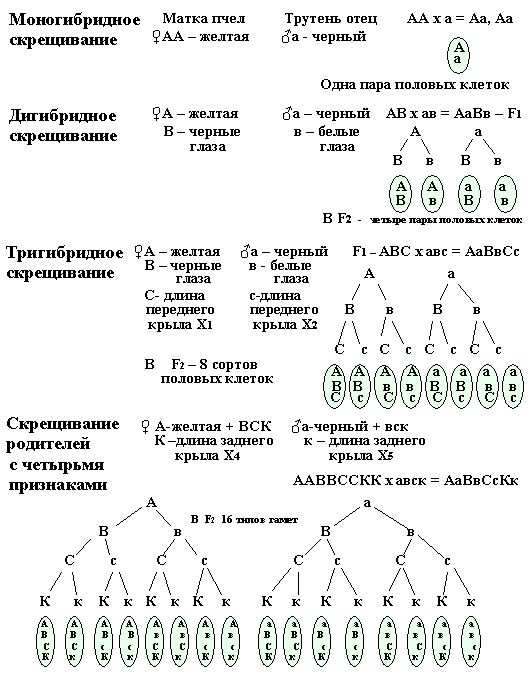 Моногибридное Матка пчел Трутень отец АА х а = Аа, Аа
скрещивание ♀АА – желтая ♂а - черный
А
а
Одна пара половых клеток
Дигибридное ♀А – желтая ♂а – черный АВ х ав = АаВв – F1
скрещивание В – черные в – белые
глаза глаза
А а
В в В в
А А а а
В в В в
В F2 - четыре пары половых клеток
Тригибридное ♀А – желтая ♂а – черный F1 – АВС х авс = АаВвСс
скрещивание В – черные в - белые
глаза глаза
А а
С- длина с-длина
переднего переднего
крыла Х1 крыла Х2
В в В в
С с С с С с С с
В F2 – 8 сортов
половых клеток
А А А А а а а а
В В в в В В в в
С с С с С с С с
Скрещивание ♀ А-желтая + ВСК ♂а-черный + вск
родителей К –длина заднего к – длина заднего
с четырьмя крыла Х4 крыла Х5
признаками
ААВВССКК х авск = АаВвСсКк
А а
В F2 16 типов гамет
В в В в
С с С с С с С с
К к К к К к К к К к К к К к К к